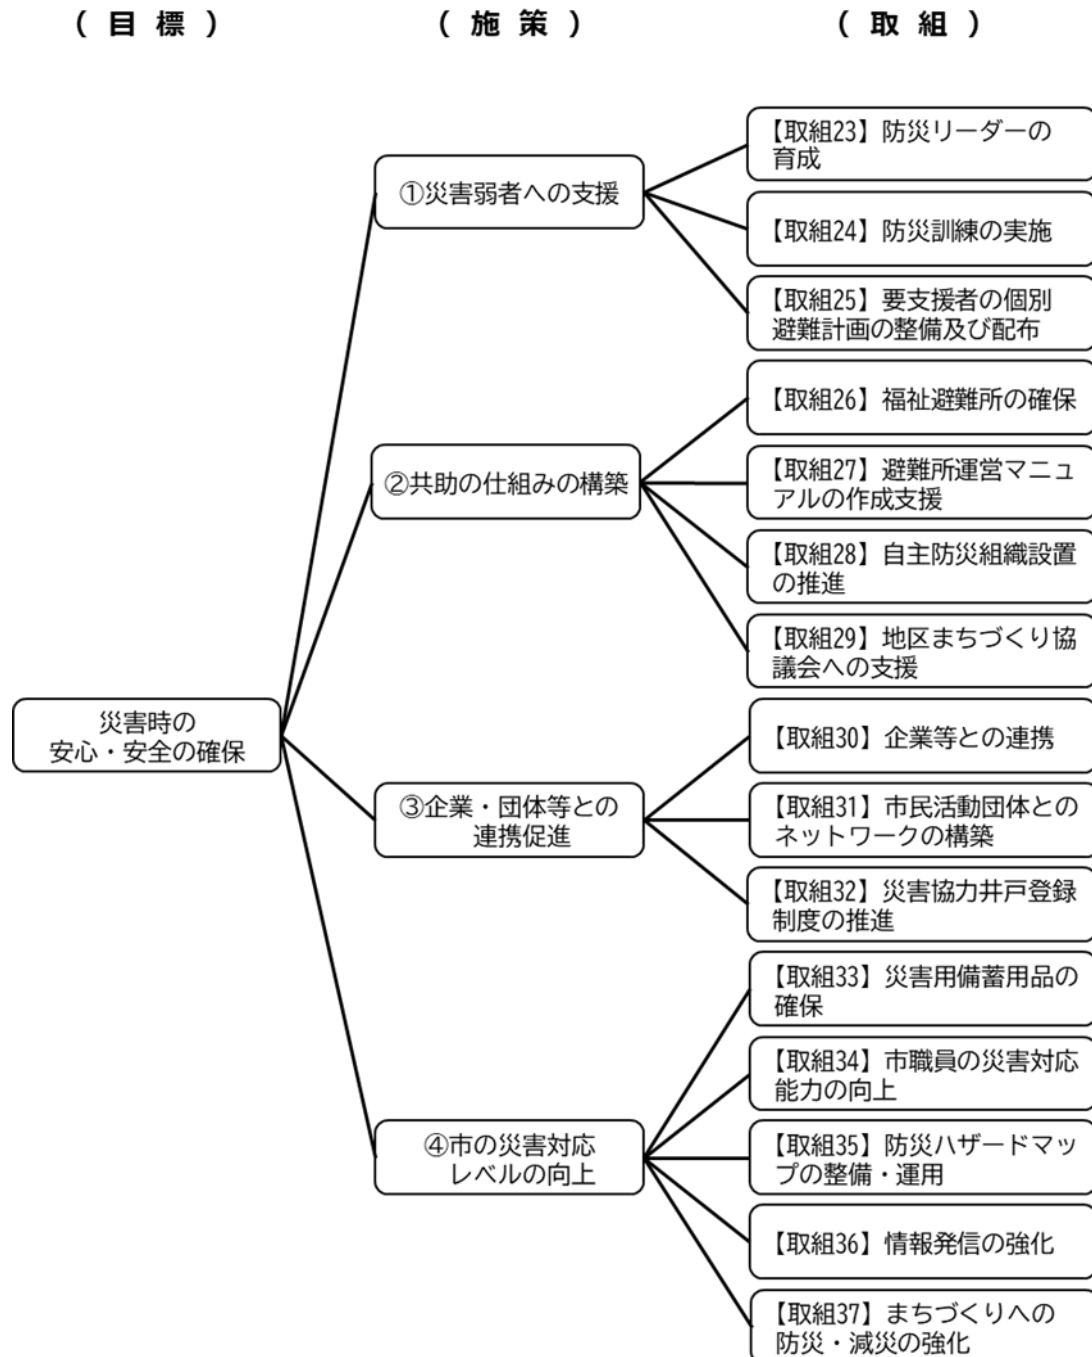 (目標) (施策) (取組)
災害時の
安心・安全の確保
①災害弱者への支援
【取組23】防災リーダーの
育成
【取組24】防災訓練の実施
【取組25】要支援者の個別
避難計画の整備及び配布
②共助の仕組みの構築
【取組26】福祉避難所の確保
【取組27】避難所運営マニュ
アルの作成支援
【取組28】自主防災組織設置
の推進
【取組29】地区まちづくり協
議会への支援
③企業・団体等との
連携促進
【取組30】企業等との連携
【取組31】市民活動団体との
ネットワークの構築
【取組32】災害協力井戸登録
制度の推進
④市の災害対応
レベルの向上
【取組33】災害用備蓄用品の
確保
【取組34】市職員の災害対応
能力の向上
【取組35】防災ハザードマッ
プの整備・運用
【取組36】情報発信の強化
【取組37】まちづくりへの
防災・減災の強化